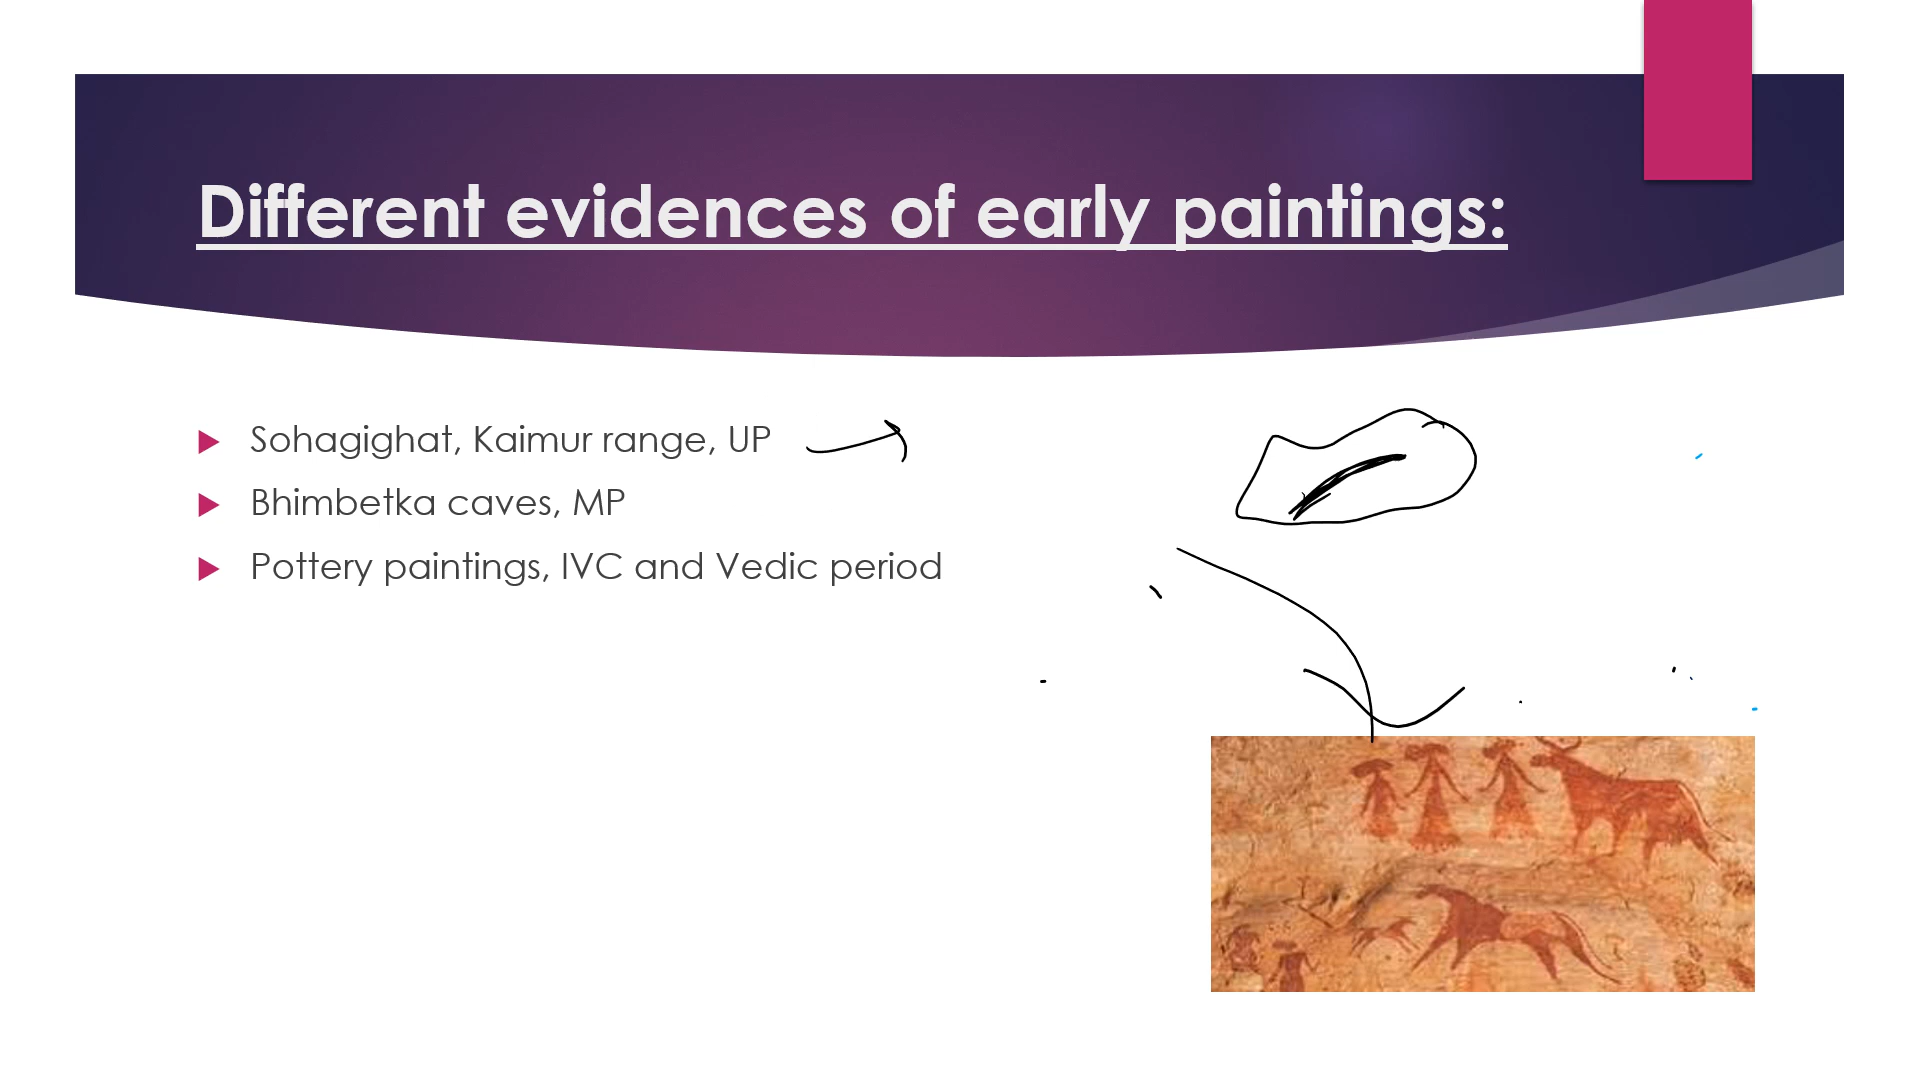 Different evidences of early paintings:
Sohagighat, Kaimur range, UP
Bhimbetka caves, MP
Pottery paintings, IVC and Vedic period